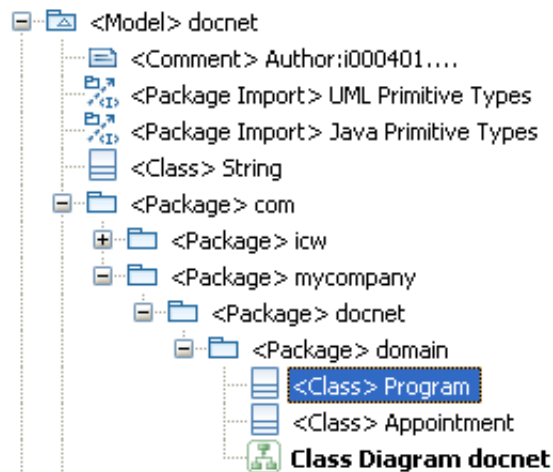 <Model> docnet
<Comment> Author:i000401....
<Package Import> UML Primitive Types
<Package Import> Java Primitive Types
<Class> String
<Package> com
<Package> icw
<Package> mycompany
<Package> docnet
<Package> domain
<Class> Program
<Class> Appointment
Class Diagram docnet